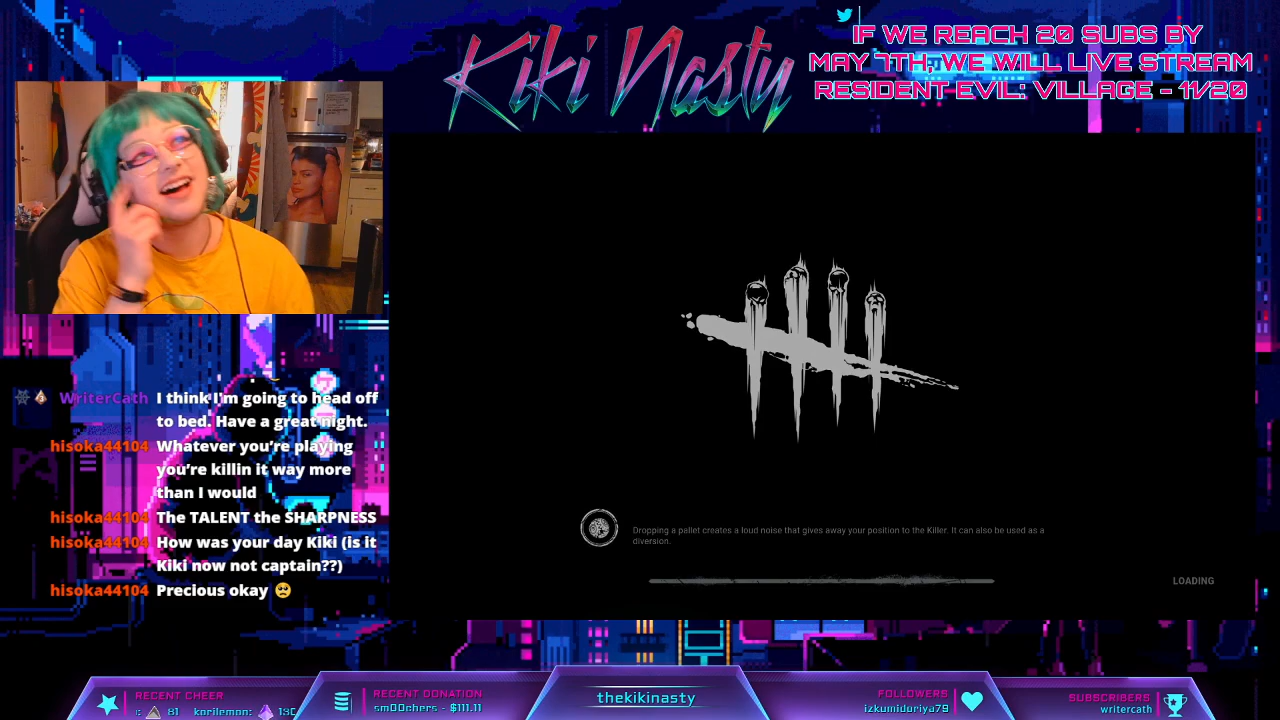 Kiki Nasty
IF WE REACH 20 SUBS BY
MAY 7TH, WE WILL LIVE STREAM
RESIDENT EVIL: VILLAGE - 11/20
WriterCath I think I'm going to head off
to bed. Have a great night.
hisoka44104 Whatever you’re playing
you’re killin it way more
than I would
hisoka44104 The TALENT the SHARPNESS
hisoka44104 How was your day Kiki (is it
Kiki now not captain??)
hisoka44104 Precious okay 🥺
Dropping a pallet creates a loud noise that gives away your position to the Killer. It can also be used as a
diversion.
LOADING
RECENT CHEER
81 karilemon: 130
RECENT DONATION
sm00chers - $111.11
thekikinasty
FOLLOWERS
izkumidoriya79
SUBSCRIBERS
writercath